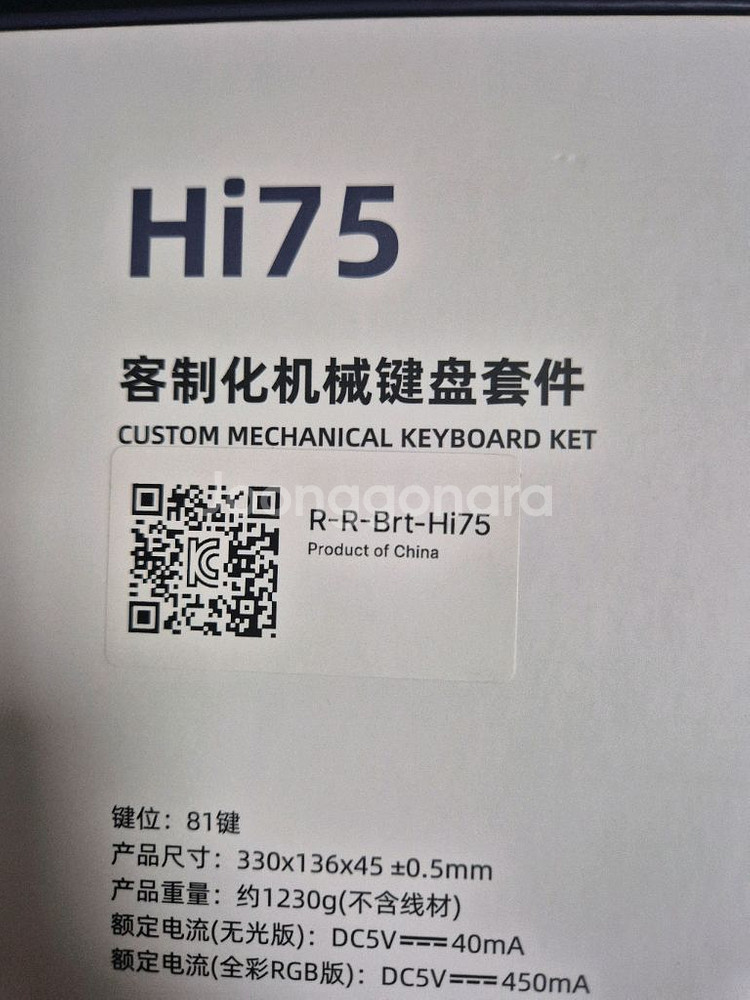 Hi75
客制化机械键盘套件
CUSTOM MECHANICAL KEYBOARD KET
Joonggonara
R-R-Brt-Hi75
Product of China
键位：81键
产品尺寸：330x136x45 ±0.5mm
产品重量：约1230g(不含线材)
额定电流(无光版)：DC5V⎓40mA
额定电流(全彩RGB版)：DC5V⎓450mA